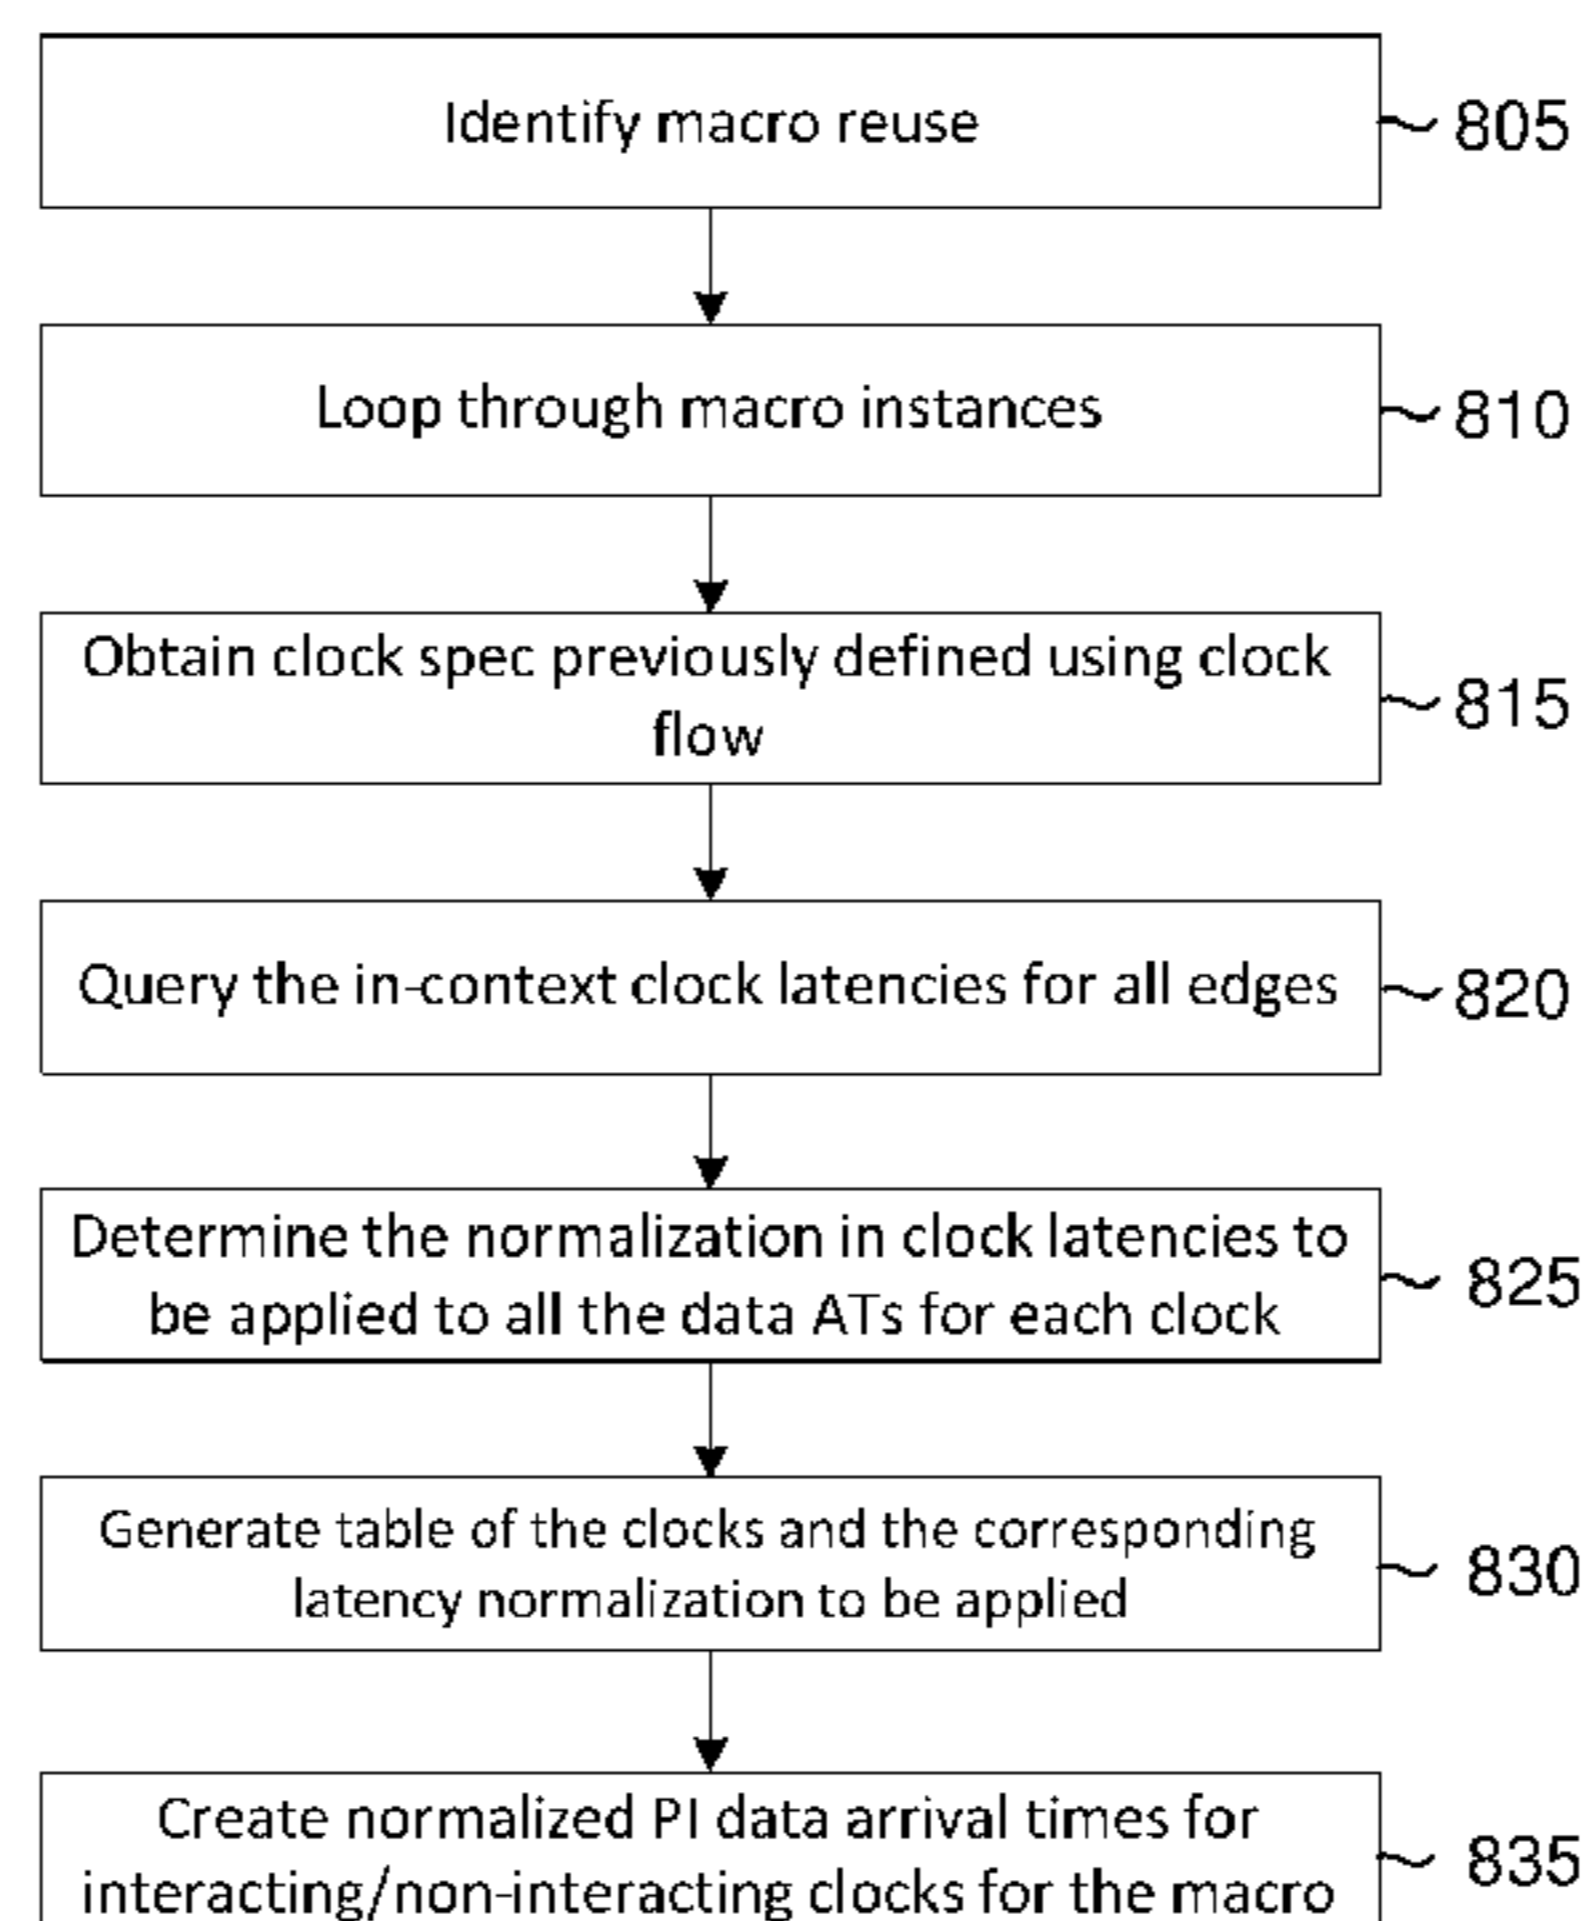 Identify macro reuse
805
Loop through macro instances
810
Obtain clock spec previously defined using clock
flow
815
Query the in-context clock latencies for all edges
820
Determine the normalization in clock latencies to
be applied to all the data ATs for each clock
825
Generate table of the clocks and the corresponding
latency normalization to be applied
830
Create normalized PI data arrival times for
interacting/non-interacting clocks for the macro
835